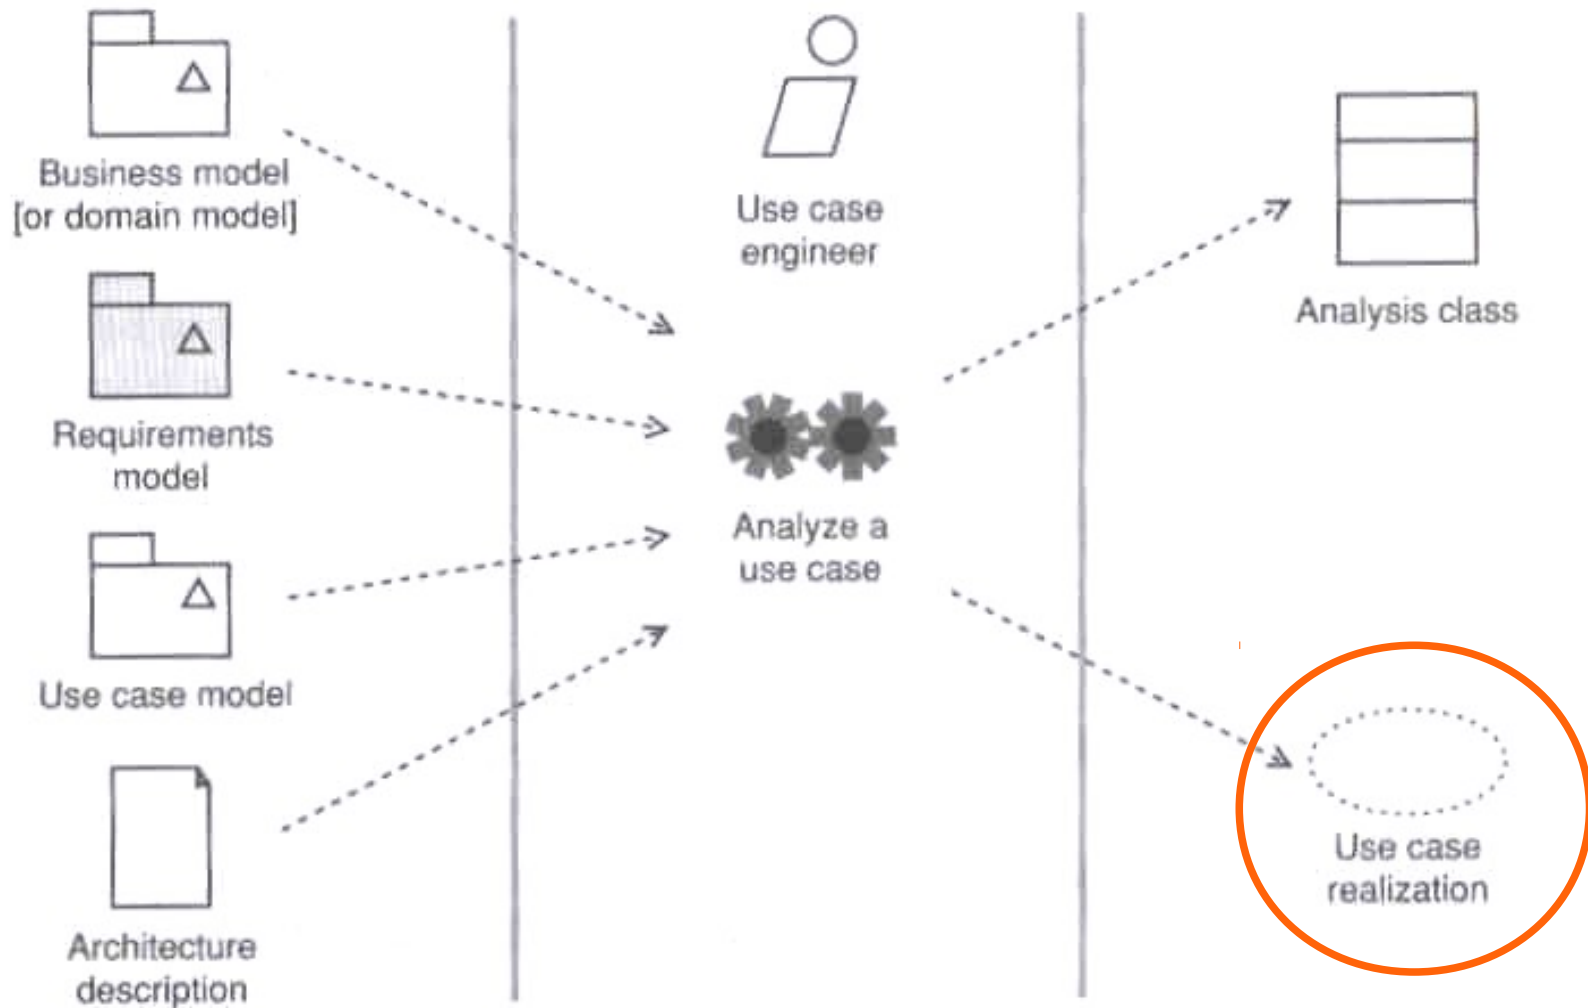 Business model
[or domain model]
Requirements
model
Use case model
Architecture
description
Use case
engineer
Analyze a
use case
Analysis class
Use case
realization